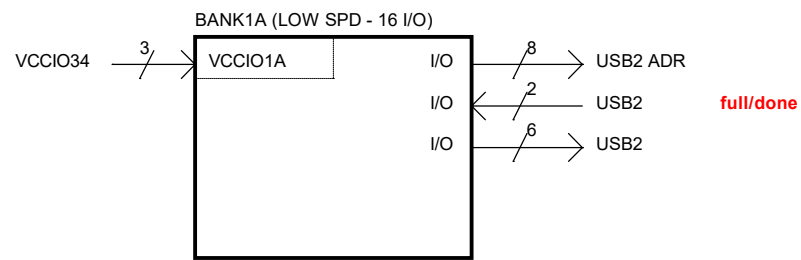 BANK1A (LOW SPD - 16 I/O)
VCCIO34 3 VCCIO1A I/O 8 USB2 ADR
I/O 2 USB2 full/done
I/O 6 USB2